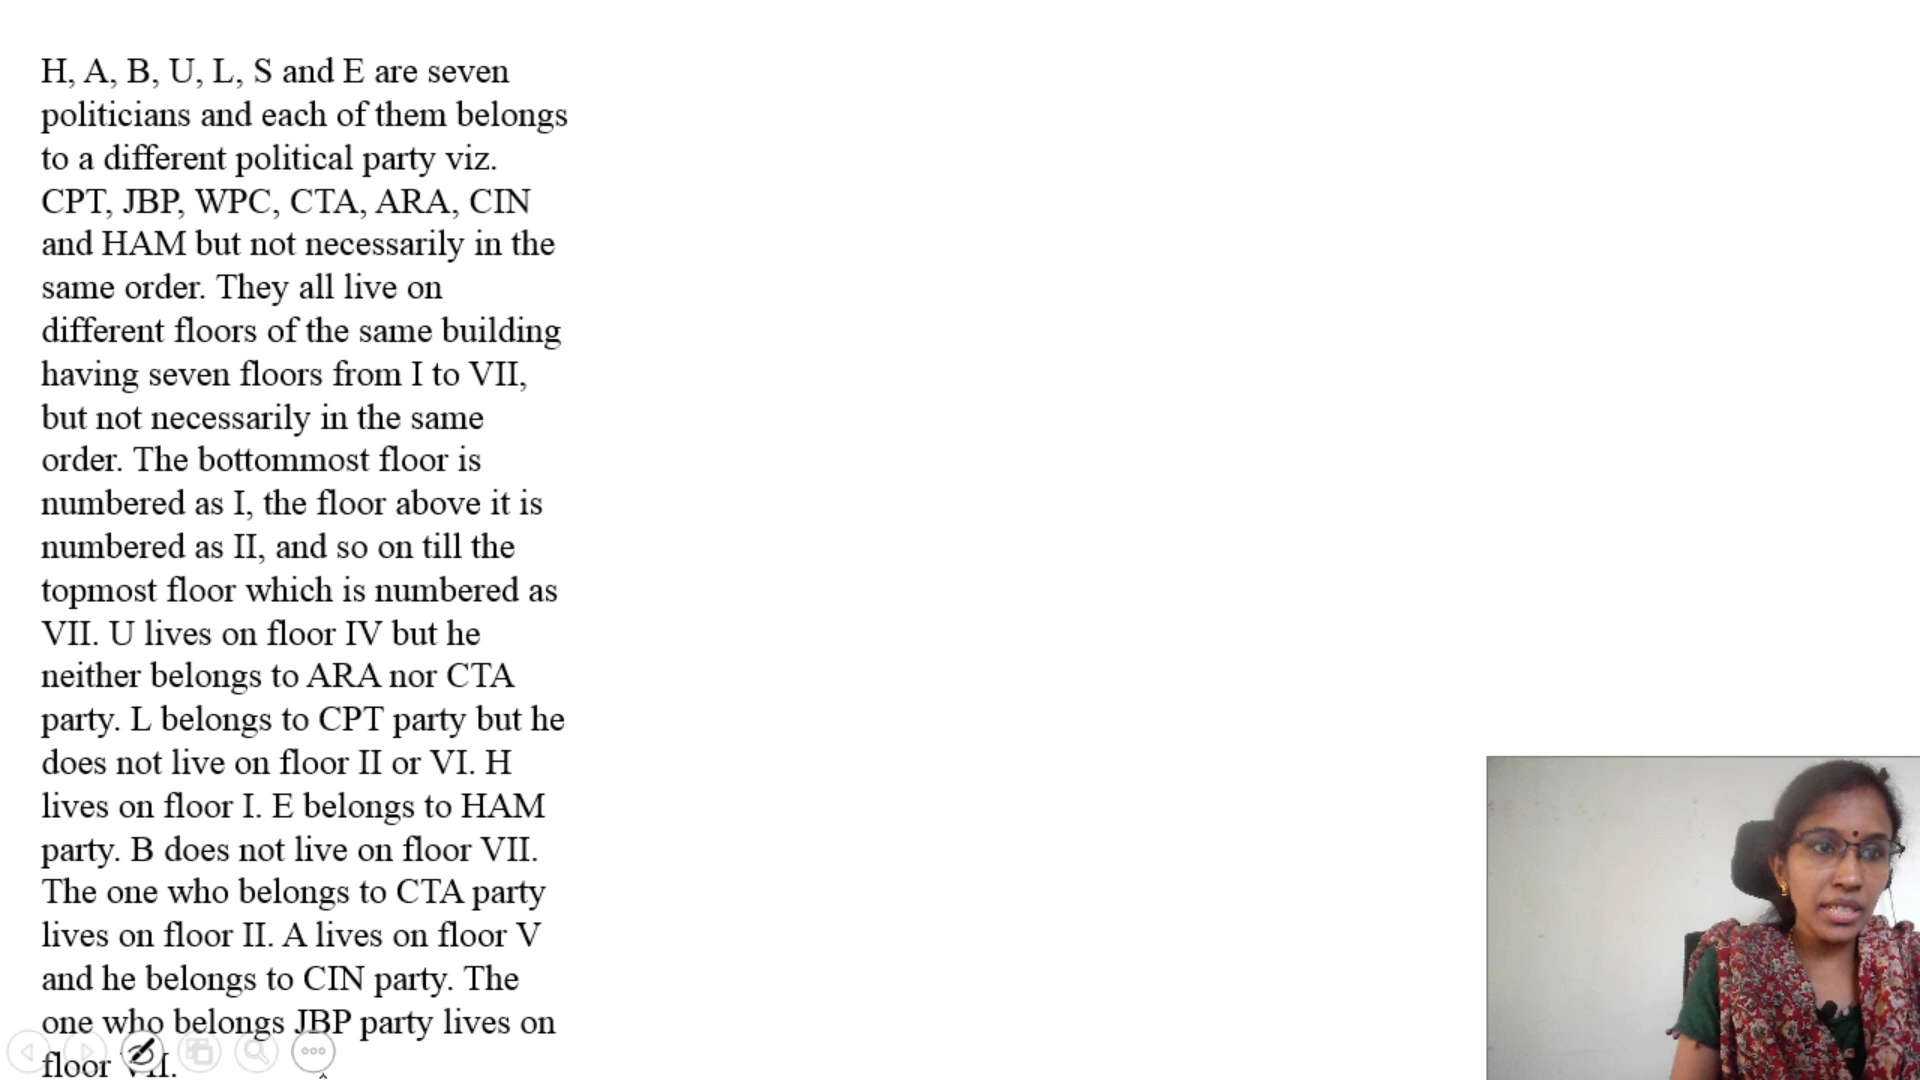 H, A, B, U, L, S and E are seven
politicians and each of them belongs
to a different political party viz.
CPT, JBP, WPC, CTA, ARA, CIN
and HAM but not necessarily in the
same order. They all live on
different floors of the same building
having seven floors from I to VII,
but not necessarily in the same
order. The bottommost floor is
numbered as I, the floor above it is
numbered as II, and so on till the
topmost floor which is numbered as
VII. U lives on floor IV but he
neither belongs to ARA nor CTA
party. L belongs to CPT party but he
does not live on floor II or VI. H
lives on floor I. E belongs to HAM
party. B does not live on floor VII.
The one who belongs to CTA party
lives on floor II. A lives on floor V
and he belongs to CIN party. The
one who belongs JBP party lives on
floor